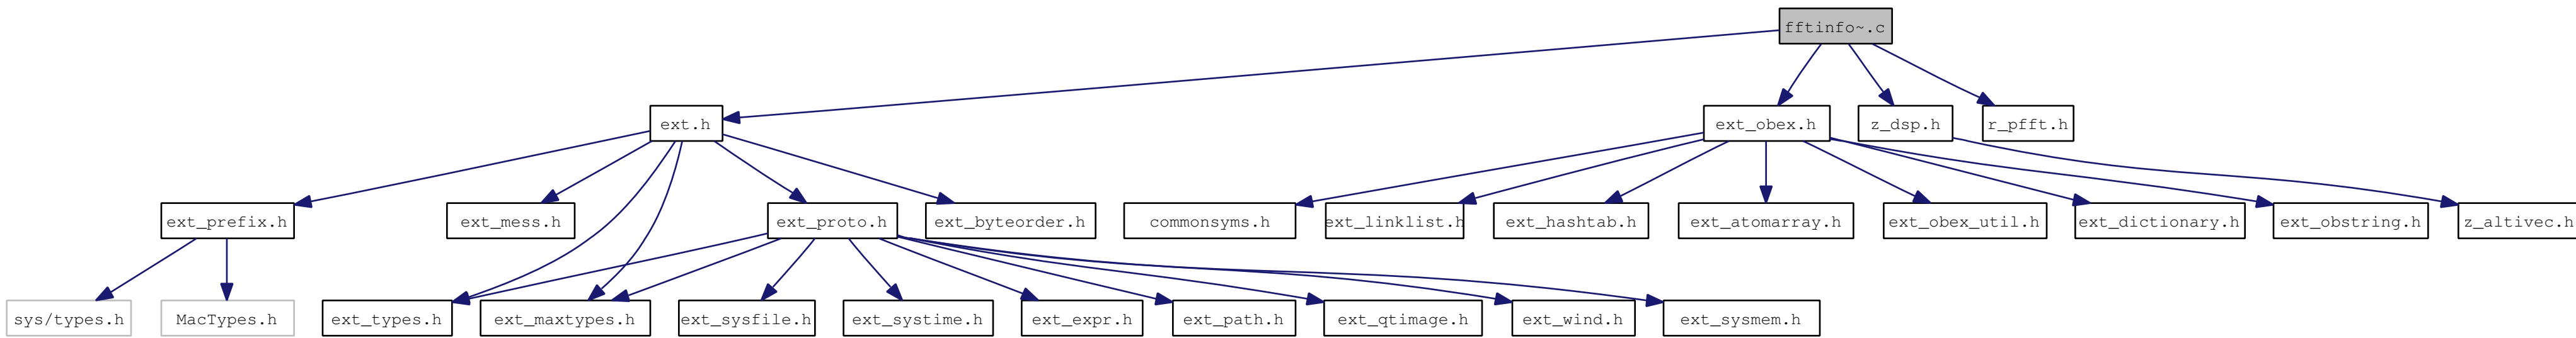 fftinfo~.c
ext.h
ext_obex.h
z_dsp.h
r_pfft.h
ext_prefix.h
ext_mess.h
ext_proto.h
ext_byteorder.h
commonsyms.h
ext_linklist.h
ext_hashtab.h
ext_atomarray.h
ext_obex_util.h
ext_dictionary.h
ext_obstring.h
z_altivec.h
sys/types.h
MacTypes.h
ext_types.h
ext_maxtypes.h
ext_sysfile.h
ext_systime.h
ext_expr.h
ext_path.h
ext_qtimage.h
ext_wind.h
ext_sysmem.h